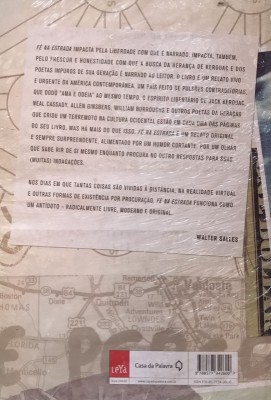 FÉ NA ESTRADA IMPACTA PELA LIBERDADE COM QUE É NARRADO. IMPACTA, TAMBÉM,
PELO FRESCOR E HONESTIDADE COM QUE A BUSCA DA HERANÇA DE KEROUAC E DOS
POETAS IMPUROS DE SUA GERAÇÃO É NARRADO AO LEITOR. O LIVRO É UM RELATO VIVO
E URGENTE DA AMÉRICA CONTEMPORÂNEA. UM PAÍS FEITO DE PULSÕES CONTRADITÓRIAS,
QUE DODÔ "AMA E ODEIA" AO MESMO TEMPO. O ESPÍRITO LIBERTÁRIO DE JACK KEROUAC,
NEAL CASSADY, ALLEN GINSBERG, WILLIAM BURROUGHS E OUTROS POETAS DA GERAÇÃO
QUE CRIOU UM TERREMOTO NA CULTURA OCIDENTAL ESTÃO EM CADA UMA DAS PÁGINAS
DO SEU LIVRO. MAS HÁ MAIS DO QUE ISSO. FÉ NA ESTRADA É UM RELATO ORIGINAL
E SEMPRE SURPREENDENTE, ALIMENTADO POR UM HUMOR CORTANTE, POR UM OLHAR
QUE SABE RIR DE SI MESMO ENQUANTO PROCURA NO OUTRO RESPOSTAS PARA SUAS
(MUITAS) INDAGAÇÕES.
NOS DIAS EM QUE TANTAS COISAS SÃO VIVIDAS À DISTÂNCIA, NA REALIDADE VIRTUAL
E OUTRAS FORMAS DE EXISTÊNCIA POR PROCURAÇÃO, FÉ NA ESTRADA FUNCIONA COMO
UM ANTÍDOTO - RADICALMENTE LIVRE, MODERNO E ORIGINAL.
WALTER SALLES
Valdosta
Dixie
LEYA
Casa da Palavra